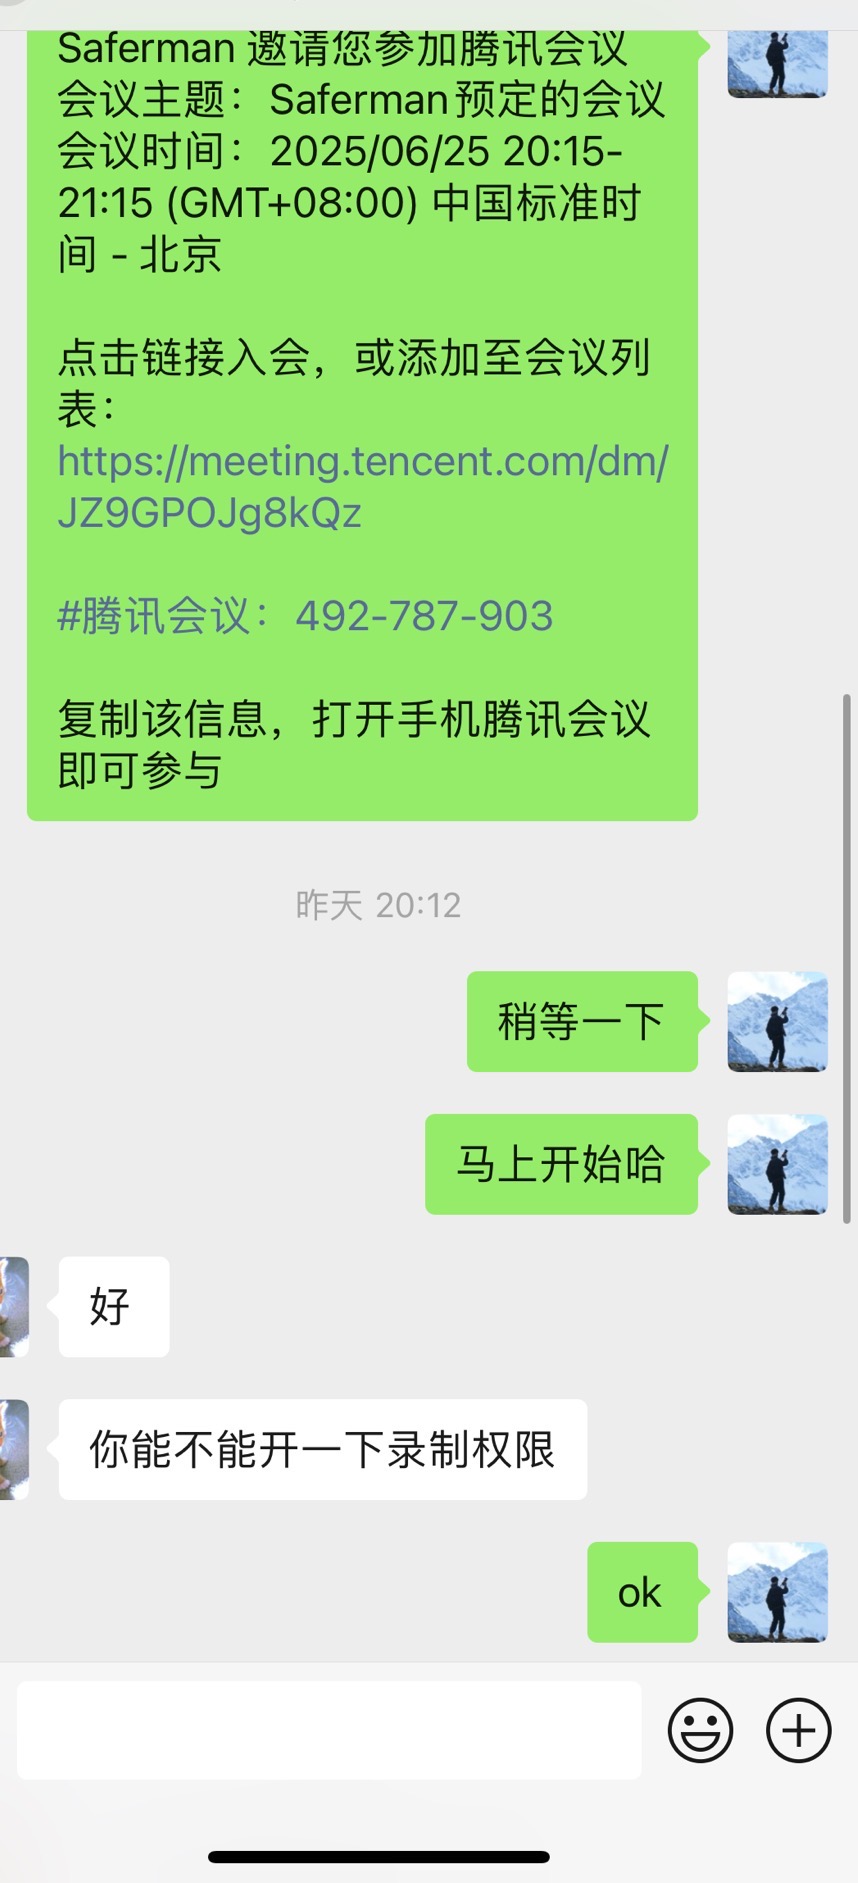 Saferman 邀请您参加腾讯会议
会议主题：Saferman预定的会议
会议时间：2025/06/25 20:15-
21:15 (GMT+08:00) 中国标准时
间 - 北京
点击链接入会，或添加至会议列
表：
https://meeting.tencent.com/dm/
JZ9GPOJg8kQz
#腾讯会议：492-787-903
复制该信息，打开手机腾讯会议
即可参与
昨天 20:12
稍等一下
马上开始哈
好
你能不能开一下录制权限
ok